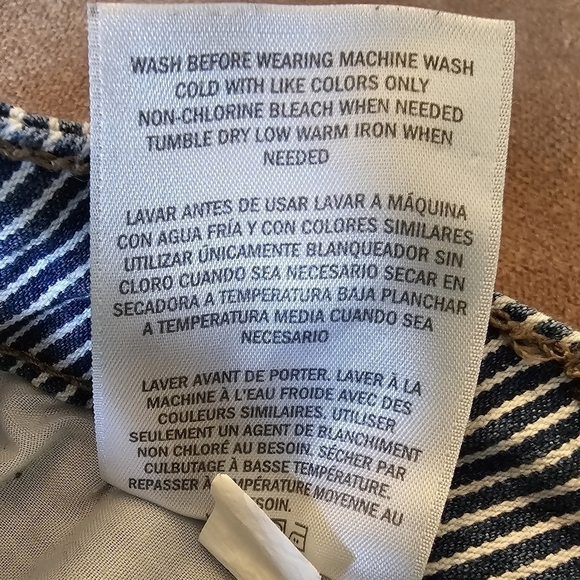 WASH BEFORE WEARING MACHINE WASH
COLD WITH LIKE COLORS ONLY
NON-CHLORINE BLEACH WHEN NEEDED
TUMBLE DRY LOW WARM IRON WHEN
NEEDED
LAVAR ANTES DE USAR LAVAR A MÁQUINA
CON AGUA FRÍA Y CON COLORES SIMILARES
UTILIZAR ÚNICAMENTE BLANQUEADOR SIN
CLORO CUANDO SEA NECESARIO SECAR EN
SECADORA A TEMPERATURA BAJA PLANCHAR
A TEMPERATURA MEDIA CUANDO SEA
NECESARIO
LAVER AVANT DE PORTER. LAVER À LA
MACHINE À L'EAU FROIDE AVEC DES
COULEURS SIMILAIRES. UTILISER
SEULEMENT UN AGENT DE BLANCHIMENT
NON CHLORÉ AU BESOIN. SÉCHER PAR
CULBUTAGE À BASSE TEMPÉRATURE.
REPASSER À MPÉRATURE MOYENNE AU
ESOIN.